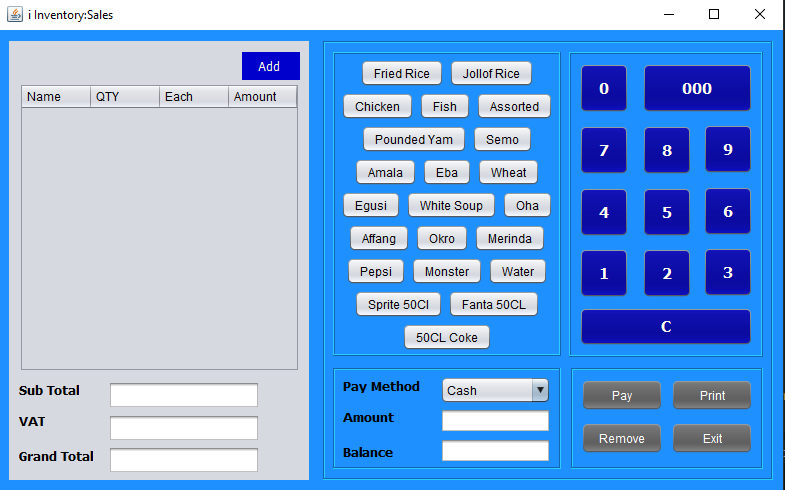 i Inventory:Sales
Add
Name QTY Each Amount
Sub Total
VAT
Grand Total
Fried Rice Jollof Rice
Chicken Fish Assorted
Pounded Yam Semo
Amala Eba Wheat
Egusi White Soup Oha
Affang Okro Merinda
Pepsi Monster Water
Sprite 50Cl Fanta 50CL
50CL Coke
Pay Method Cash
Amount
Balance
0 000
7 8 9
4 5 6
1 2 3
C
Pay Print
Remove Exit